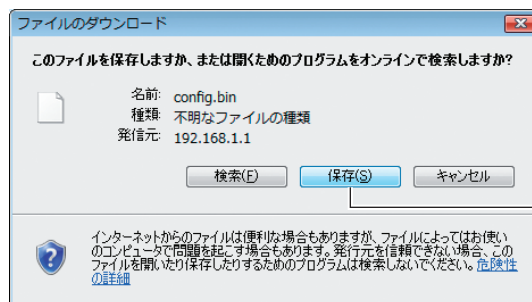 ファイルのダウンロード
このファイルを保存しますか、または開くためのプログラムをオンラインで検索しますか?
名前: config.bin
種類: 不明なファイルの種類
発信元: 192.168.1.1
検索(F) 保存(S) キャンセル
インターネットからのファイルは便利な場合もありますが、ファイルによってはお使い
のコンピュータで問題を起こす場合もあります。発行元を信頼できない場合、この
ファイルを開いたり保存したりするためのプログラムは検索しないでください。危険性
の詳細